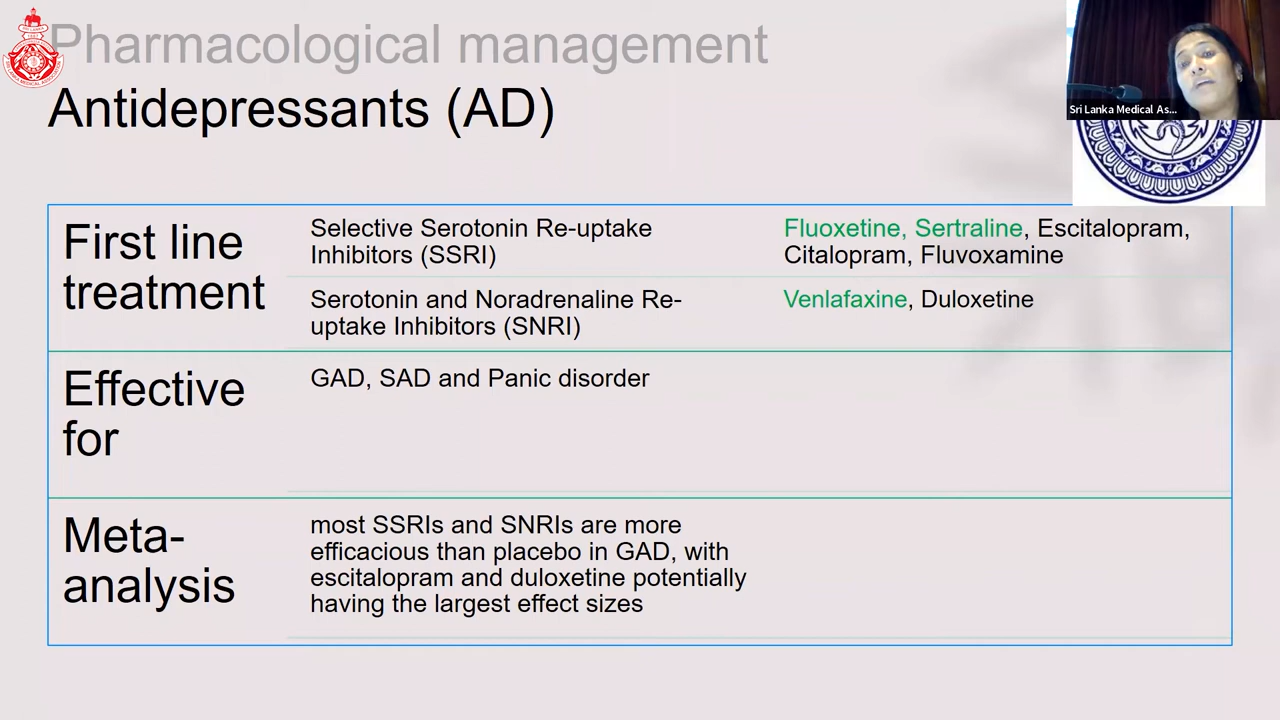 Pharmacological management
Antidepressants (AD)
Sri Lanka Medical As...
First line
treatment
Selective Serotonin Re-uptake
Inhibitors (SSRI)
Fluoxetine, Sertraline, Escitalopram,
Citalopram, Fluvoxamine
Serotonin and Noradrenaline Re-
uptake Inhibitors (SNRI)
Venlafaxine, Duloxetine
Effective
for
GAD, SAD and Panic disorder
Meta-
analysis
most SSRIs and SNRIs are more
efficacious than placebo in GAD, with
escitalopram and duloxetine potentially
having the largest effect sizes